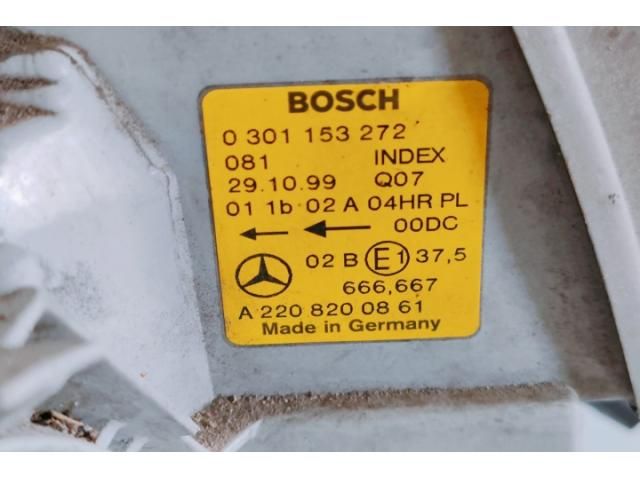 BOSCH
0 301 153 272
081 INDEX
29.10.99 Q07
01 1b 02 A 04HR PL
← ← 00DC
02 B E1 37,5
666,667
A 220 820 08 61
Made in Germany